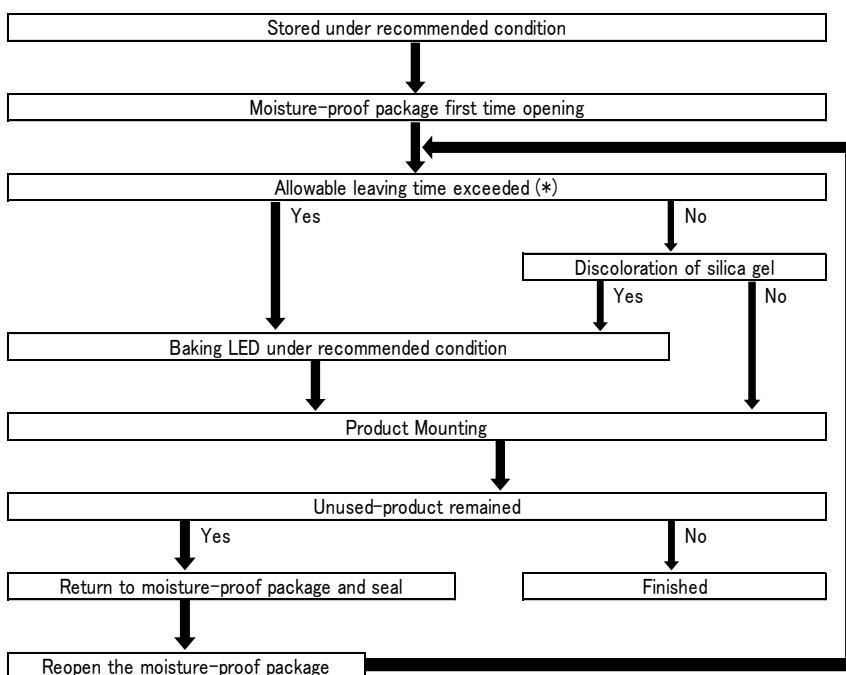 Stored under recommended condition
Moisture-proof package first time opening
Allowable leaving time exceeded (*)
Yes
No
Discoloration of silica gel
Yes
No
Baking LED under recommended condition
Product Mounting
Unused-product remained
Yes
No
Return to moisture-proof package and seal
Finished
Reopen the moisture-proof package